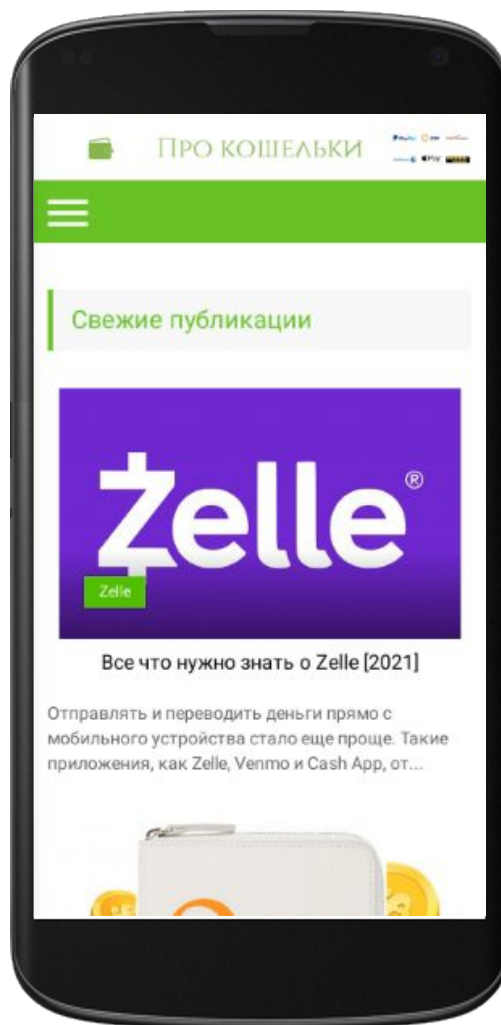 Про кошельки
Pay
Свежие публикации
Zelle®
Zelle
Все что нужно знать о Zelle [2021]
Отправлять и переводить деньги прямо с
мобильного устройства стало еще проще. Такие
приложения, как Zelle, Venmo и Cash App, от...